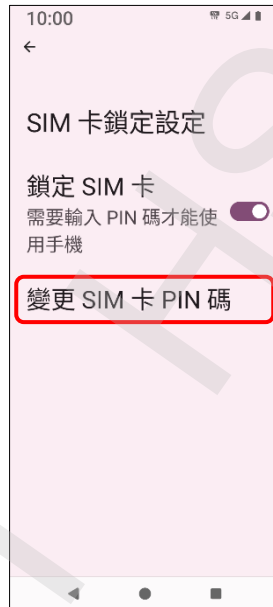 10:00 5G
SIM 卡鎖定設定
鎖定 SIM 卡
需要輸入 PIN 碼才能使
用手機
變更 SIM 卡 PIN 碼